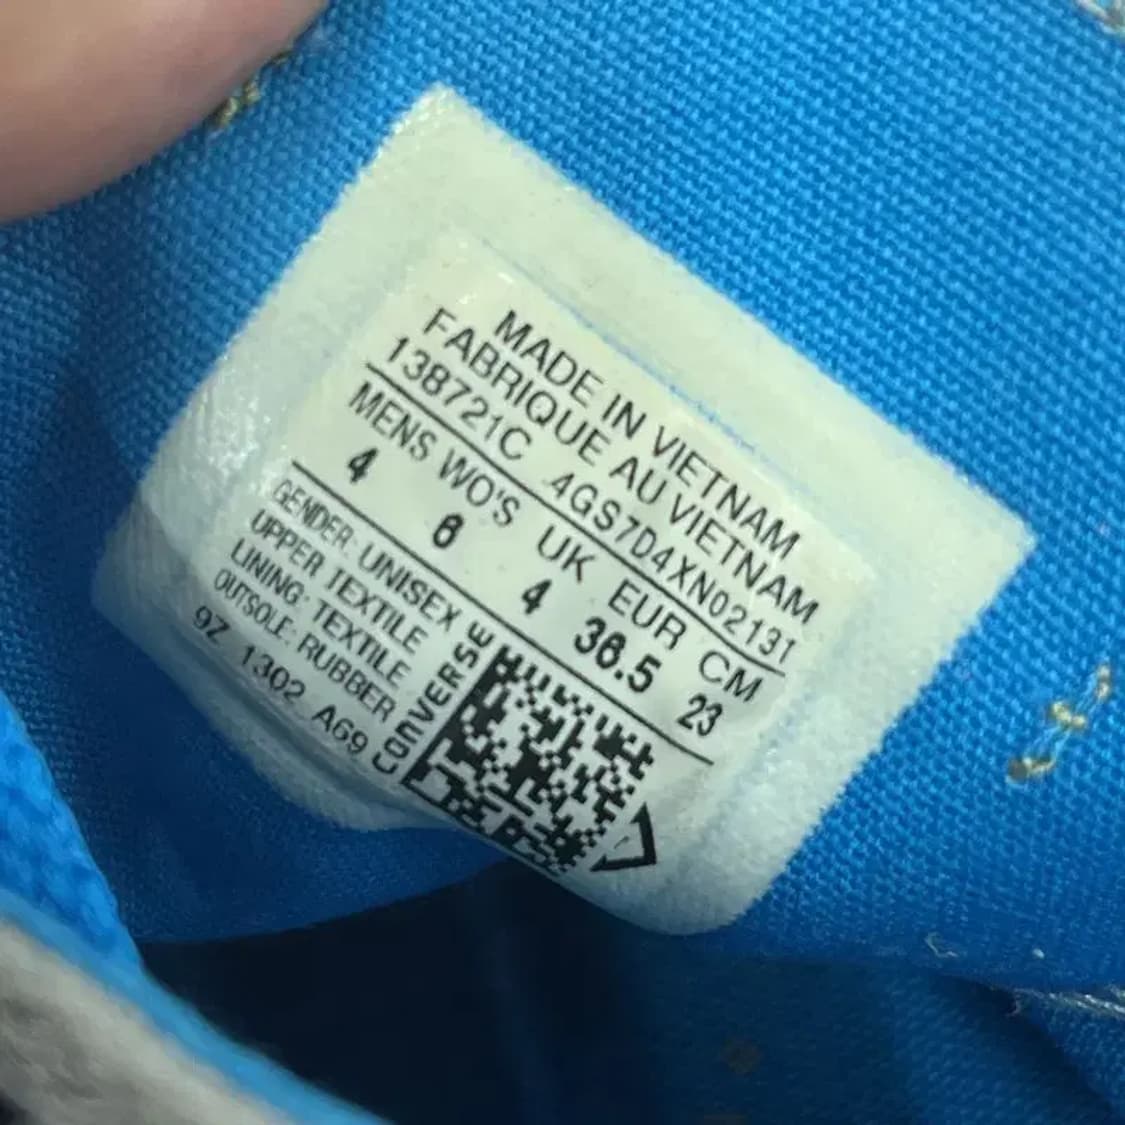 MADE IN VIETNAM
FABRIQUE AU VIETNAM
138721C 4GS7D4XN02131
MENS WO'S UK EUR CM
4 6 4 36.5 23
GENDER: UNISEX
UPPER TEXTILE
LINING: TEXTILE
OUTSOLE: RUBBER
9Z 1302 A69
CONVERSE